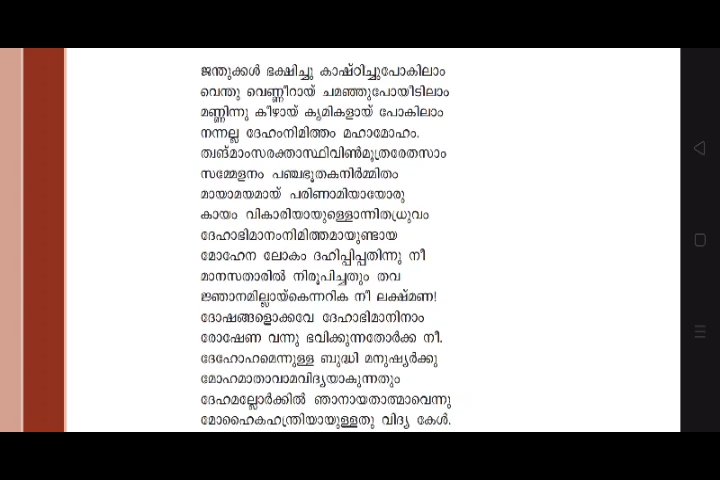 ജന്തുക്കൾ ഭക്ഷിച്ചു കാഷ്ഠിച്ചുപോകിലാം
വെന്തു വെണ്ണീറായ് ചമഞ്ഞുപോയീടിലാം
മണ്ണിന്നു കീഴായ് കൃമികളായ് പോകിലാം
നന്നല്ല ദേഹംനിമിത്തം മഹാമോഹം.
ത്വങ്മാംസരക്താസ്ഥിവിൺമൂത്രരേതസാം
സമ്മേളനം പഞ്ചഭൂതകനിർമ്മിതം
മായാമയമായ് പരിണാമിയായോരു
കായം വികാരിയായുള്ളൊന്നിതധ്രുവം
ദേഹാഭിമാനംനിമിത്തമായുണ്ടായ
മോഹേന ലോകം ദഹിപ്പിപ്പതിന്നു നീ
മാനസതാരിൽ നിരൂപിച്ചതും തവ
ജ്ഞാനമില്ലായ്കെന്നറിക നീ ലക്ഷ്മണ!
ദോഷങ്ങളൊക്കവേ ദേഹാഭിമാനിനാം
രോഷേണ വന്നു ഭവിക്കുന്നതോർക്ക നീ.
ദേഹോഹമെന്നുള്ള ബുദ്ധി മനുഷ്യർക്കു
മോഹമാതാവാമവിദ്യയാകുന്നതും
ദേഹമല്ലോർക്കിൽ ഞാനായതാത്മാവെന്നു
മോഹൈകഹന്ത്രിയായുള്ളതു വിദ്യ കേൾ.